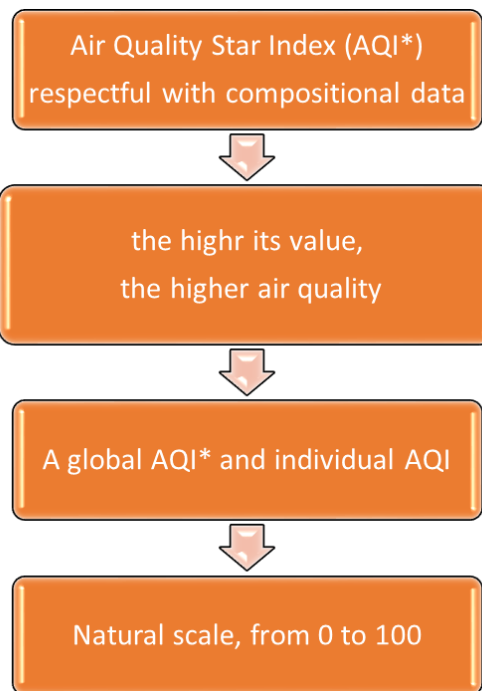 Air Quality Star Index (AQI*)
respectful with compositional data
the highr its value,
the higher air quality
A global AQI* and individual AQI
Natural scale, from 0 to 100